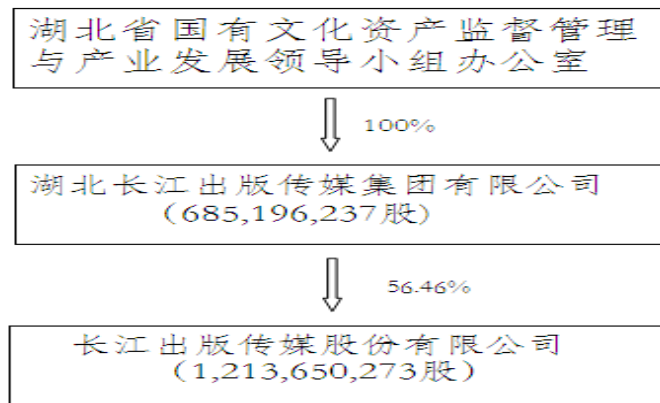 湖北省国有文化资产监督管理
与产业发展领导小组办公室
100%
湖北长江出版传媒集团有限公司
(685,196,237股)
56.46%
长江出版传媒股份有限公司
(1,213,650,273股)